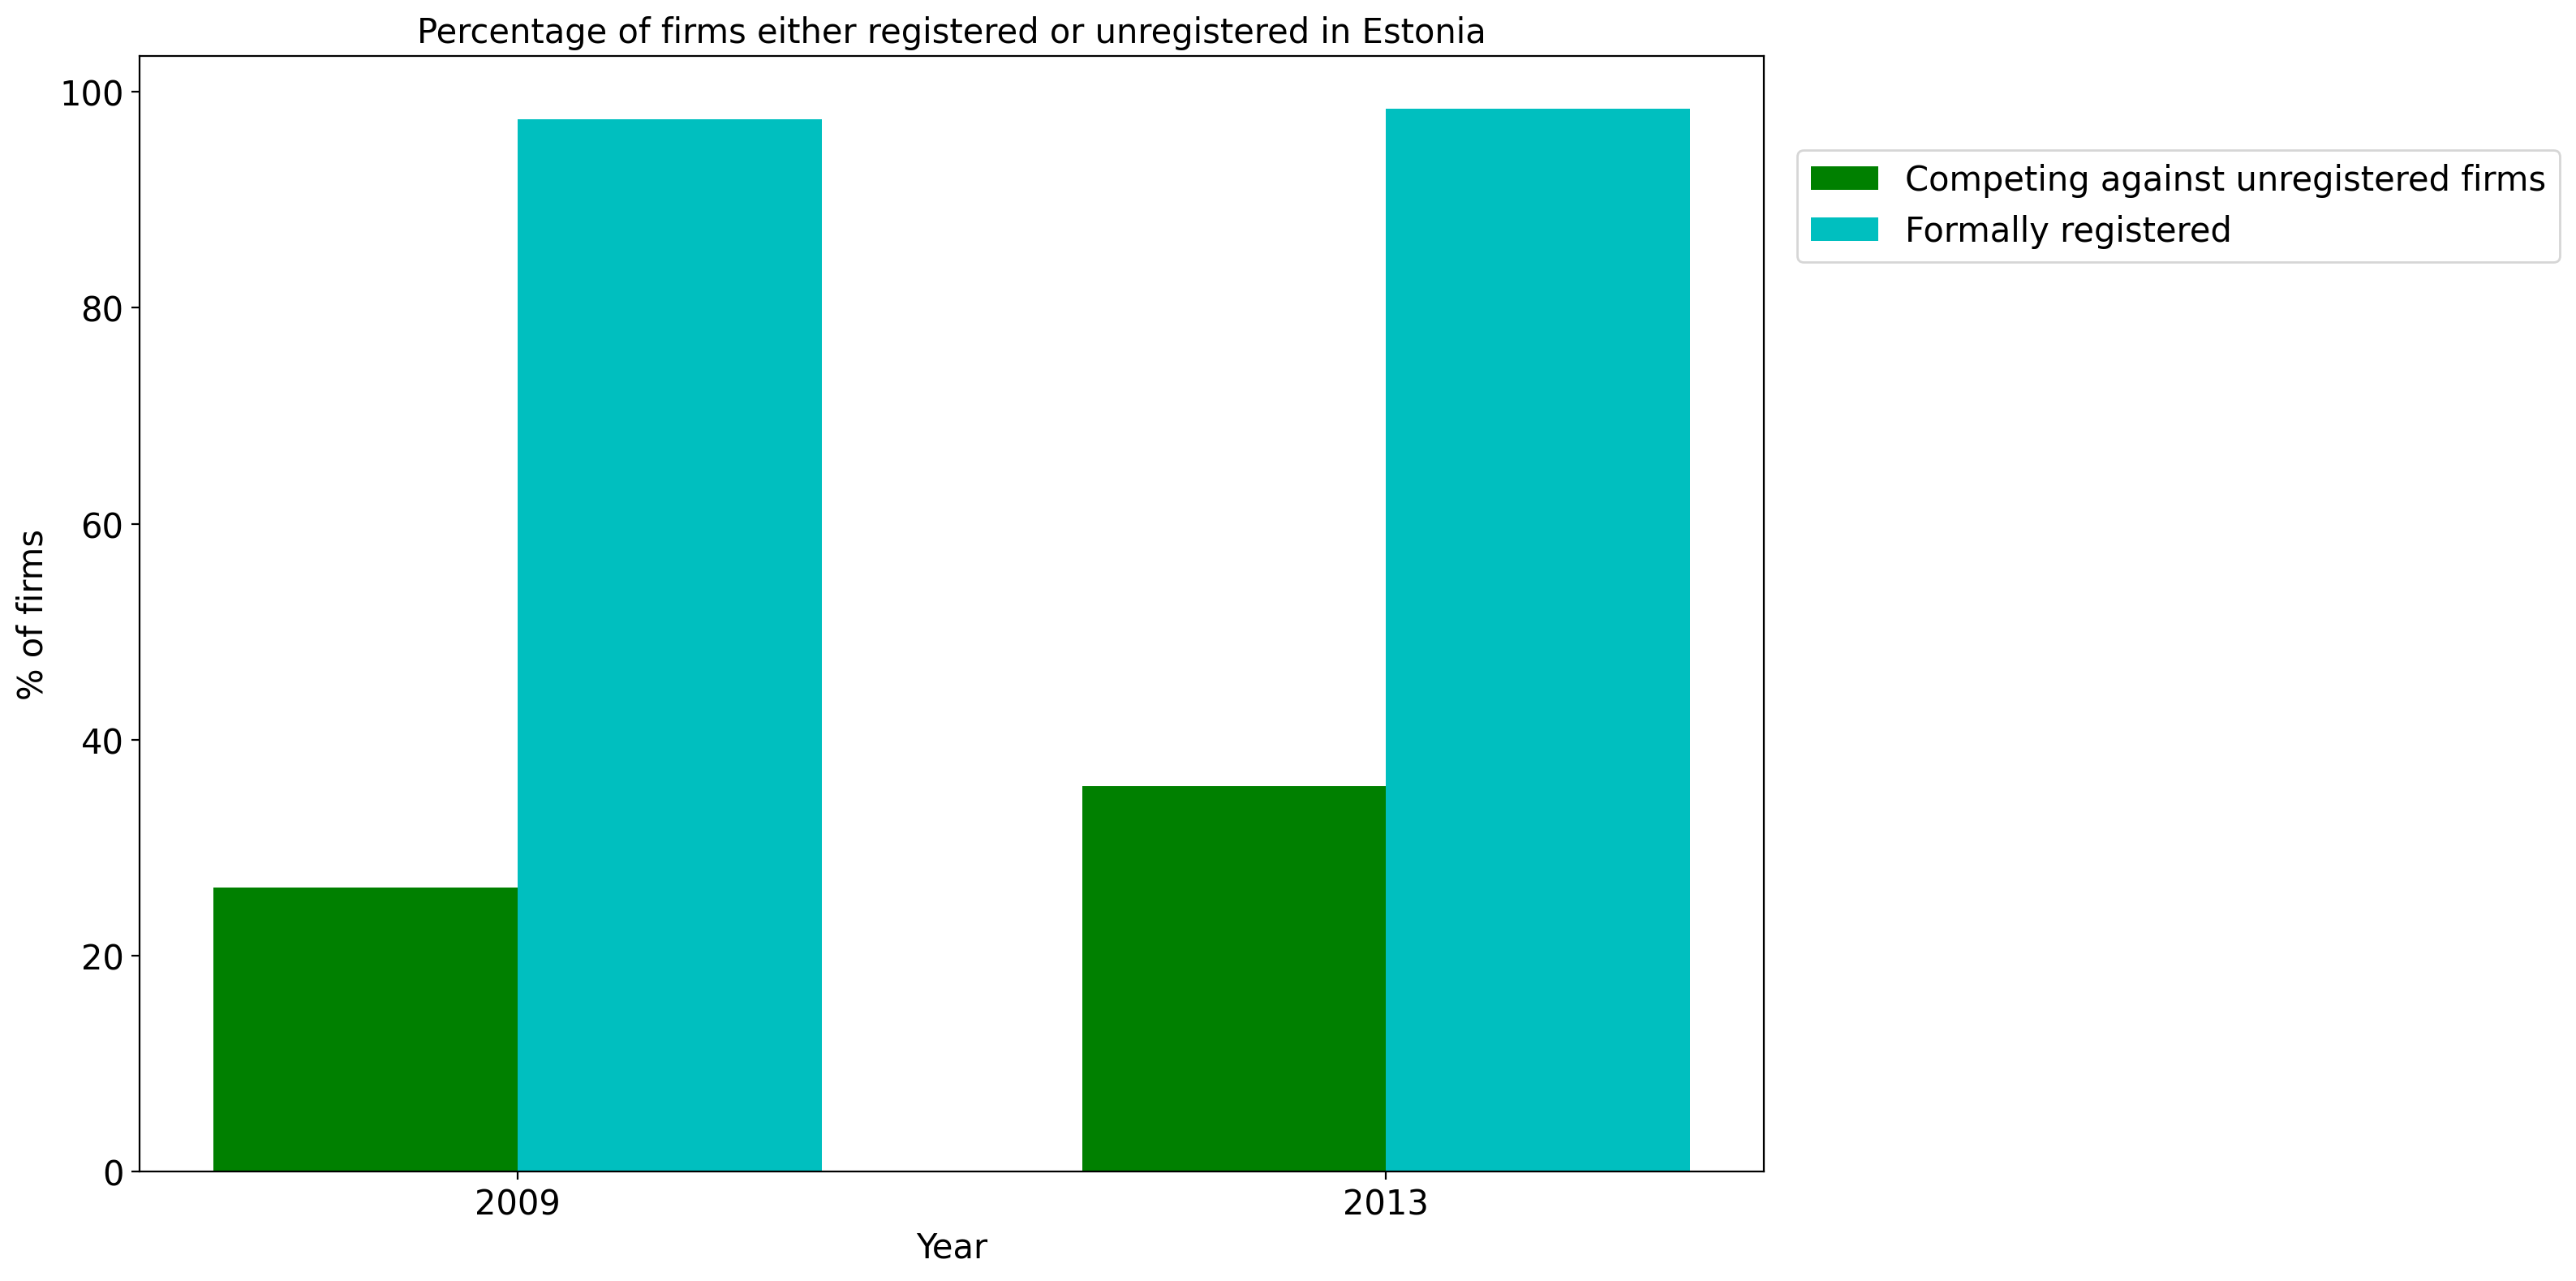 Percentage of firms either registered or unregistered in Estonia
100
80
60
40
20
0
% of firms
2009
2013
Year
Competing against unregistered firms
Formally registered